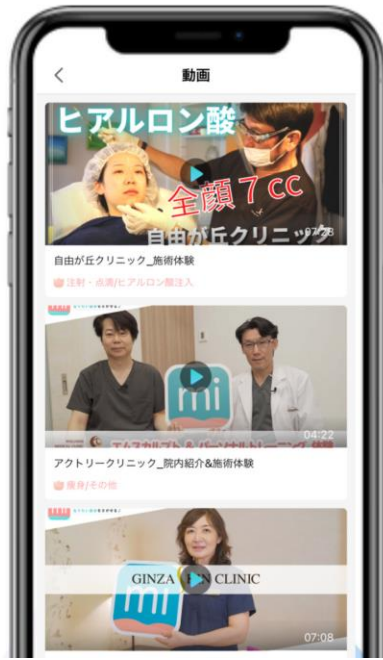 動画
ヒアルロン酸
全顔7cc
自由が丘クリニック
07:28
自由が丘クリニック_施術体験
注射・点滴/ヒアルロン酸注入
mi
エムスカルプト & パーソナルトレーニング 体験
04:22
アクトリークリニック_院内紹介&施術体験
痩身/その他
mi
GINZA CLINIC
mi
07:08